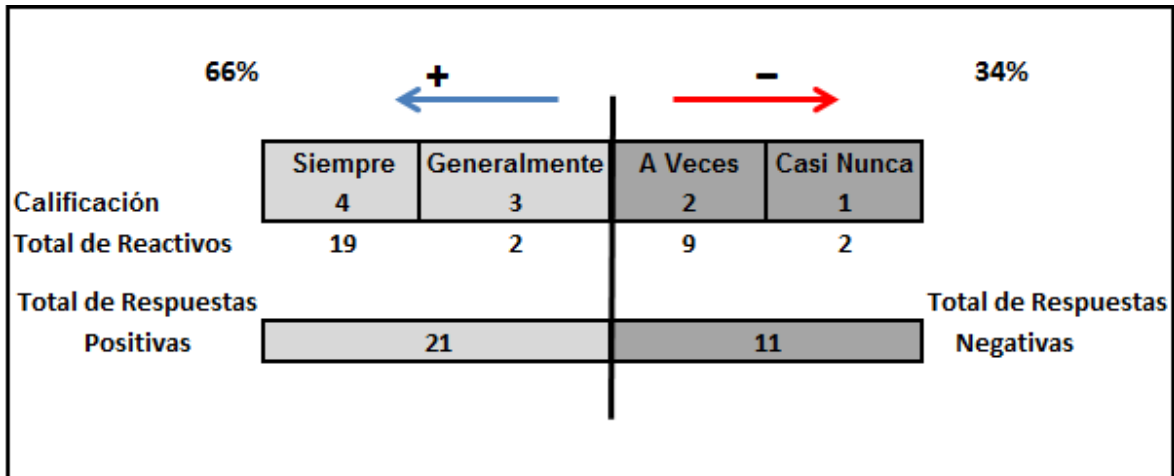 66% + – 34%
Siempre Generalmente A Veces Casi Nunca
Calificación 4 3 2 1
Total de Reactivos 19 2 9 2
Total de Respuestas Positivas 21 11 Total de Respuestas Negativas